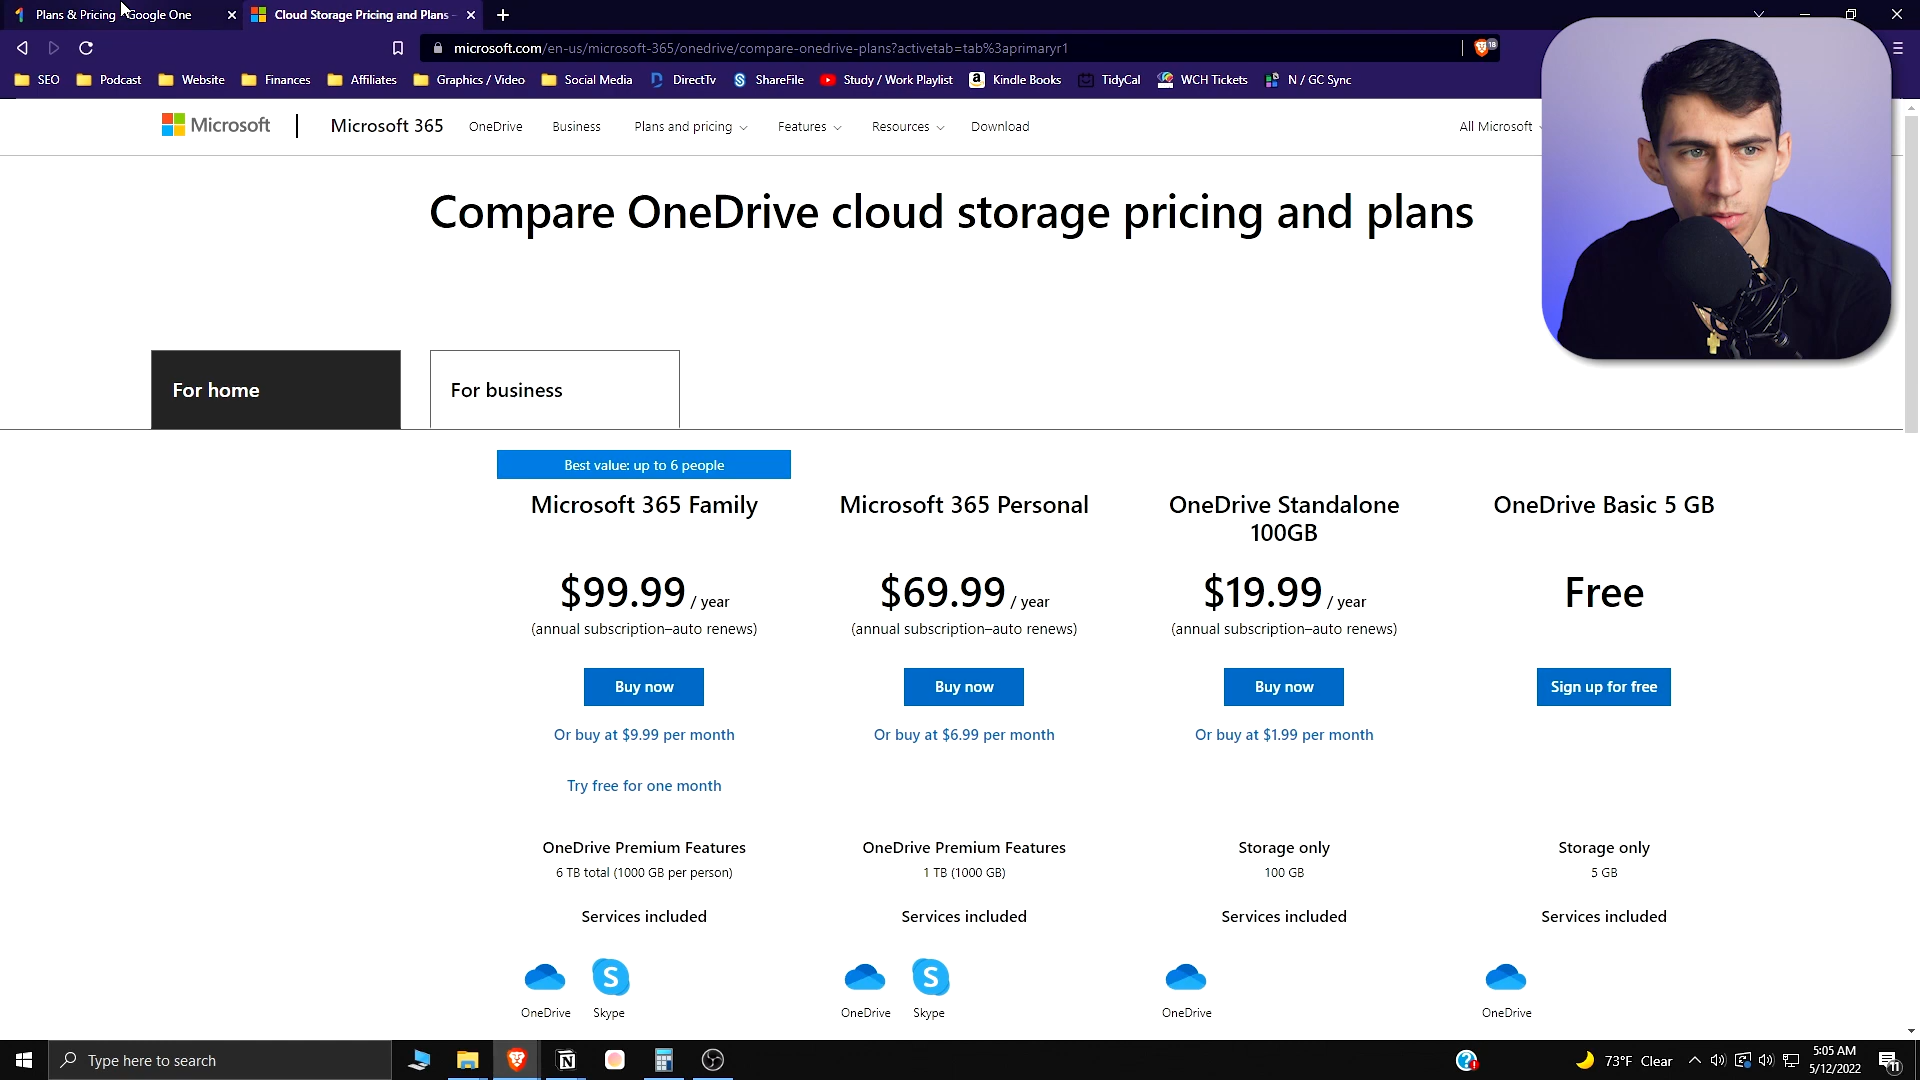 Plans & Pricing - Google One
Cloud Storage Pricing and Plans -
microsoft.com/en-us/microsoft-365/onedrive/compare-onedrive-plans?activetab=tab%3aprimaryr1
18
SEO Podcast Website Finances Affiliates Graphics / Video Social Media DirectTv ShareFile Study / Work Playlist Kindle Books TidyCal WCH Tickets N / GC Sync
Microsoft Microsoft 365 OneDrive Business Plans and pricing Features Resources Download All Microsoft
Compare OneDrive cloud storage pricing and plans
For home
For business
Best value: up to 6 people
Microsoft 365 Family
$99.99 / year
(annual subscription–auto renews)
Buy now
Or buy at $9.99 per month
Try free for one month
OneDrive Premium Features
6 TB total (1000 GB per person)
Services included
OneDrive Skype
Microsoft 365 Personal
$69.99 / year
(annual subscription–auto renews)
Buy now
Or buy at $6.99 per month
OneDrive Premium Features
1 TB (1000 GB)
Services included
OneDrive Skype
OneDrive Standalone
100GB
$19.99 / year
(annual subscription–auto renews)
Buy now
Or buy at $1.99 per month
Storage only
100 GB
Services included
OneDrive
OneDrive Basic 5 GB
Free
Sign up for free
Storage only
5 GB
Services included
OneDrive
Type here to search
73°F Clear
5:05 AM
5/12/2022
11